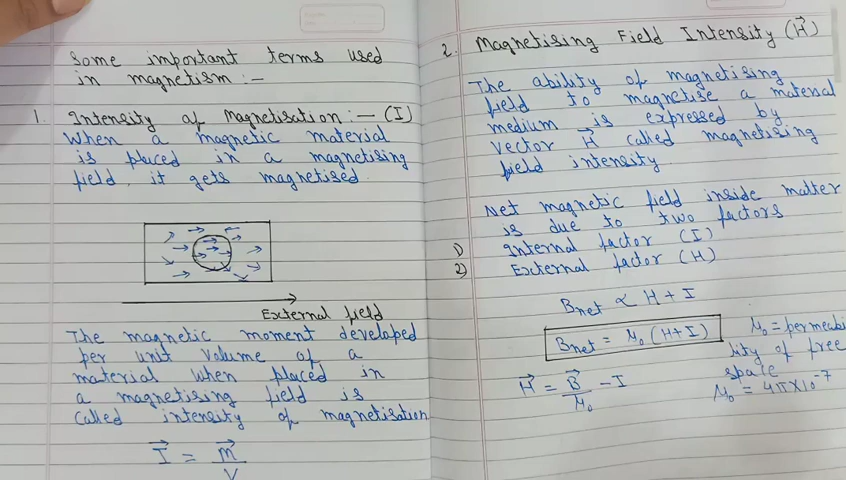 Some important terms used
in magnetism :-
1. Intensity of Magnetisation :- (I)
When a magnetic material
is placed in a magnetising
field, it gets magnetised.
External field
The magnetic moment developed
per unit volume of a
material when placed in
a magnetising field is
called intensity of magnetisation
I⃗ = m⃗/V
2. Magnetising Field Intensity (H⃗)
The ability of magnetising
field to magnetise a material
medium is expressed by
vector H⃗ called magnetising
field intensity
Net magnetic field inside matter
is due to two factors
1) Internal factor (I)
2) External factor (H)
Bnet ∝ H + I
Bnet = μ₀ (H+I)
μ₀ = permeabi
lity of free
space
μ₀ = 4π×10⁻⁷
H⃗ = B⃗/μ₀ - I